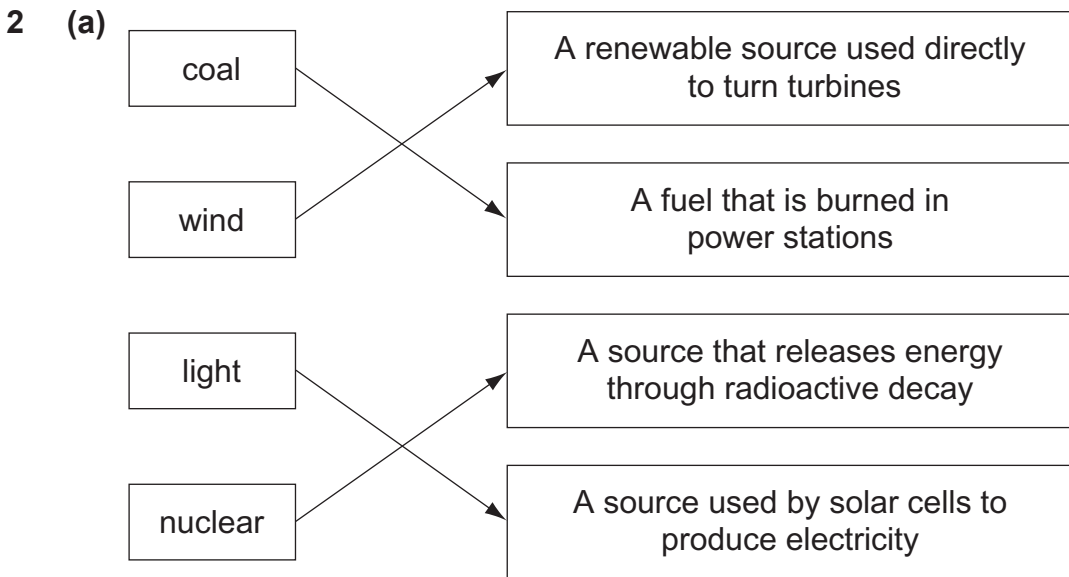 2 (a)
coal
A renewable source used directly
to turn turbines
wind
A fuel that is burned in
power stations
light
A source that releases energy
through radioactive decay
nuclear
A source used by solar cells to
produce electricity